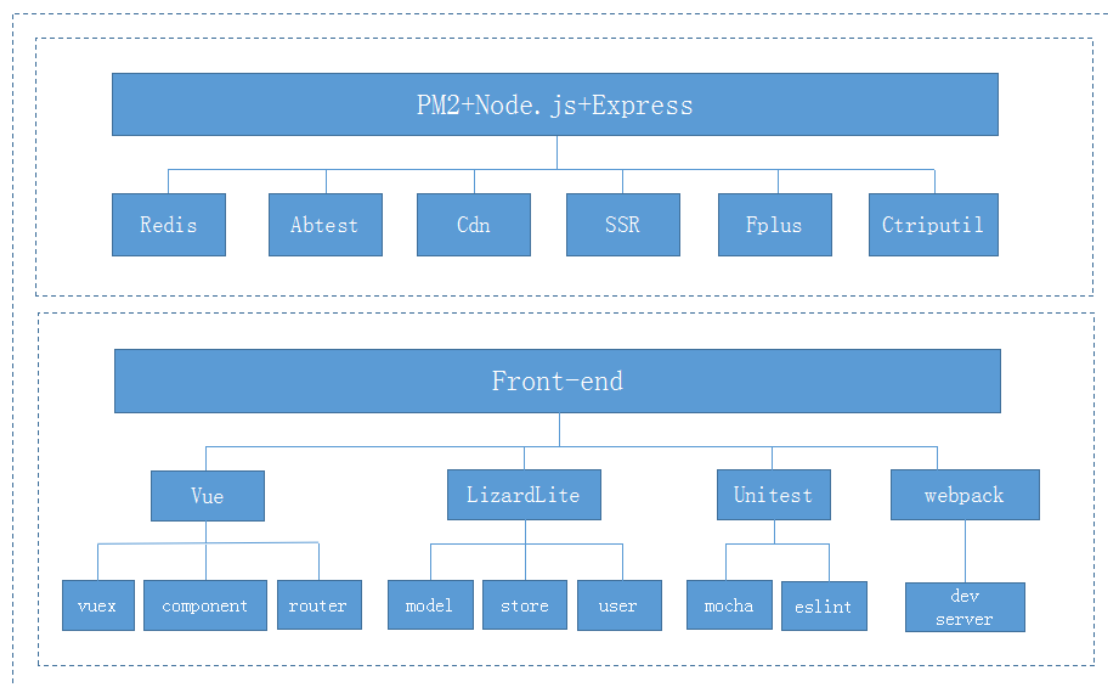 PM2+Node.js+Express
Redis
Abtest
Cdn
SSR
Fplus
Ctriputil
Front-end
Vue
LizardLite
Unitest
webpack
vuex
component
router
model
store
user
mocha
eslint
dev
server